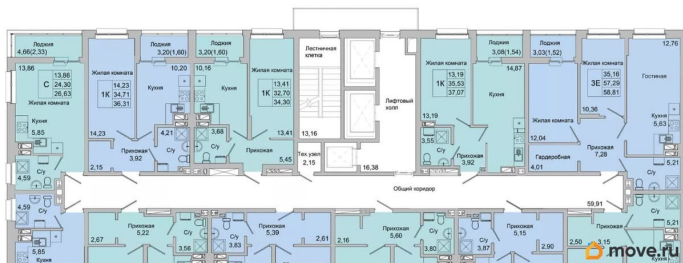 Лоджия
4,66(2,33)
13,86
С
13,86
24,30
26,63
Жилая комната
Кухня
5,85
С/у
4,59
Жилая комната
1К
14,23
34,71
36,31
14,23
Лоджия
3,20(1,60)
10,20
Кухня
4,21
С/у
Прихожая
3,92
2,15
Лоджия
3,20(1,60)
10,16
Кухня
3,68
С/у
Жилая комната
1К
13,41
32,70
34,30
13,41
Прихожая
5,45
Лестничная
клетка
13,16
Тех.узел
2,15
Лифтовый
холл
16,38
Жилая комната
1К
13,19
35,53
37,07
13,19
3,55
С/у
Прихожая
3,92
Лоджия
3,08(1,54)
14,87
Кухня
Лоджия
3,03(1,52)
Жилая комната
12,04
Гардеробная
4,01
Жилая комната
3Е
35,16
57,29
58,81
10,36
Прихожая
7,28
12,76
Гостиная
Кухня
5,63
5,21
С/у
Общий коридор
59,91
4,59
С/у
5,85
Кухня
2,67
Прихожая
5,22
С/у
3,56
С/у
3,83
Прихожая
5,39
2,61
2,16
Прихожая
5,60
С/у
3,80
С/у
3,87
Прихожая
5,15
2,90
2,50
3,15
Прихожая
С/у
5,21
Кухня
move.ru